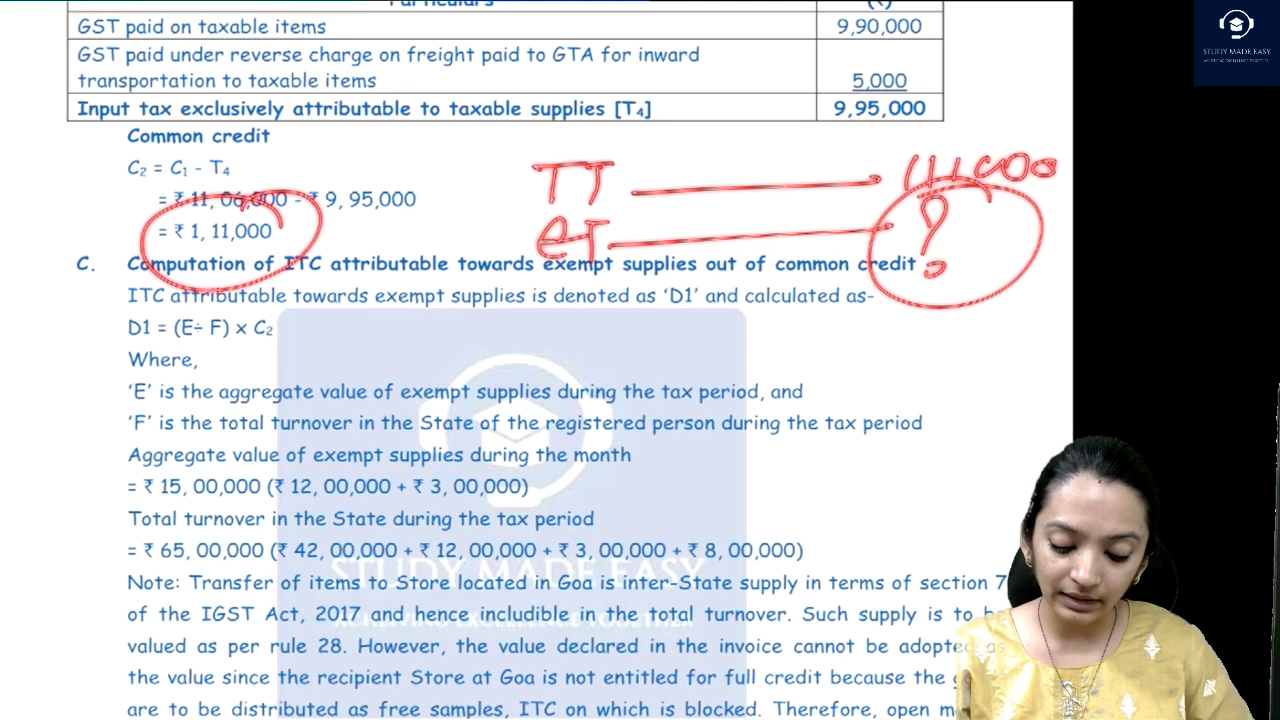 Particulars (₹)
GST paid on taxable items 9,90,000
GST paid under reverse charge on freight paid to GTA for inward
transportation to taxable items 5,000
Input tax exclusively attributable to taxable supplies [T4] 9,95,000
Common credit
C2 = C1 - T4
= ₹ 11, 06,000 - ₹ 9, 95,000
= ₹ 1, 11,000
TT 111000
ET ?
C. Computation of ITC attributable towards exempt supplies out of common credit
ITC attributable towards exempt supplies is denoted as ‘D1’ and calculated as-
D1 = (E÷ F) x C2
Where,
‘E’ is the aggregate value of exempt supplies during the tax period, and
‘F’ is the total turnover in the State of the registered person during the tax period
Aggregate value of exempt supplies during the month
= ₹ 15, 00,000 (₹ 12, 00,000 + ₹ 3, 00,000)
Total turnover in the State during the tax period
= ₹ 65, 00,000 (₹ 42, 00,000 + ₹ 12, 00,000 + ₹ 3, 00,000 + ₹ 8, 00,000)
Note: Transfer of items to Store located in Goa is inter-State supply in terms of section 7
of the IGST Act, 2017 and hence includible in the total turnover. Such supply is to be
valued as per rule 28. However, the value declared in the invoice cannot be adopted as
the value since the recipient Store at Goa is not entitled for full credit because the
are to be distributed as free samples, ITC on which is blocked. Therefore, open
STUDY MADE EASY
ACHIEVING EXCELLENCE TOGETHER
STUDY MADE EASY